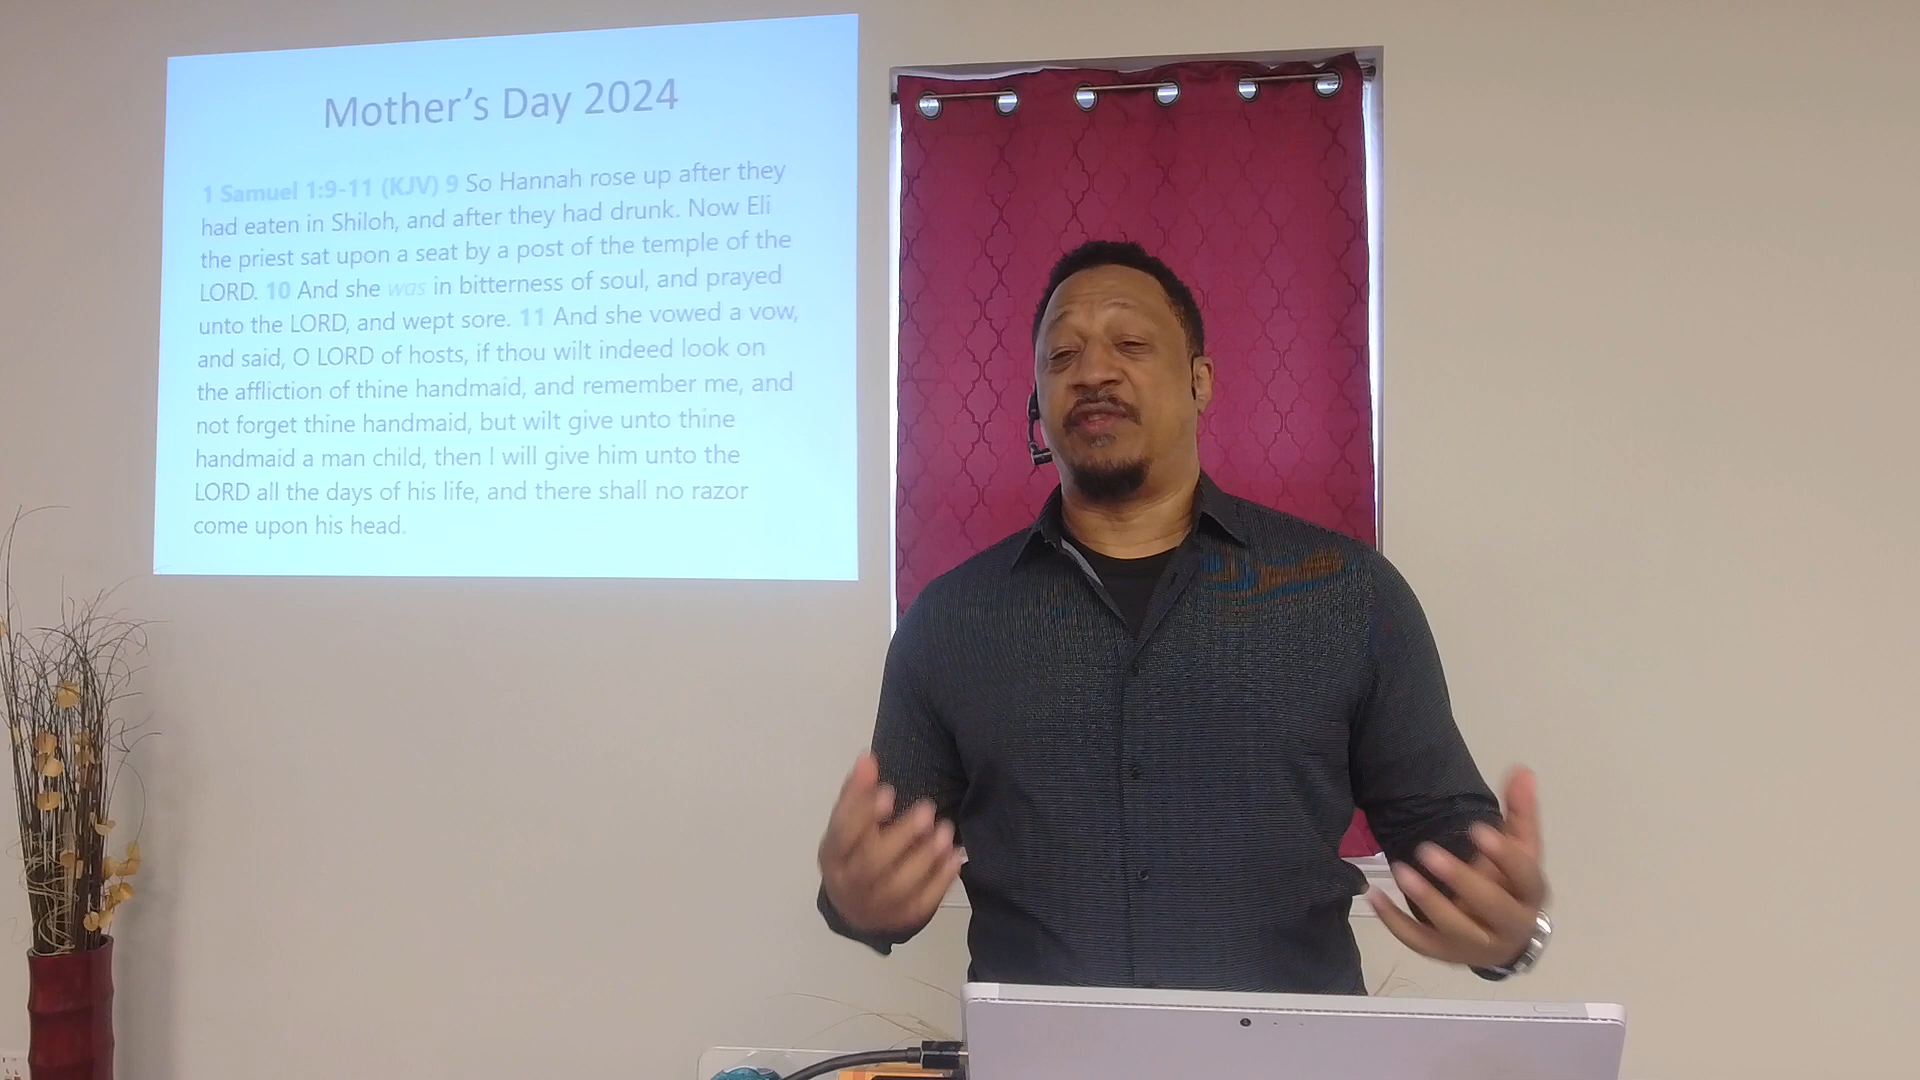 Mother's Day 2024
1 Samuel 1:9-11 (KJV) 9 So Hannah rose up after they
had eaten in Shiloh, and after they had drunk. Now Eli
the priest sat upon a seat by a post of the temple of the
LORD. 10 And she was in bitterness of soul, and prayed
unto the LORD, and wept sore. 11 And she vowed a vow,
and said, O LORD of hosts, if thou wilt indeed look on
the affliction of thine handmaid, and remember me, and
not forget thine handmaid, but wilt give unto thine
handmaid a man child, then I will give him unto the
LORD all the days of his life, and there shall no razor
come upon his head.